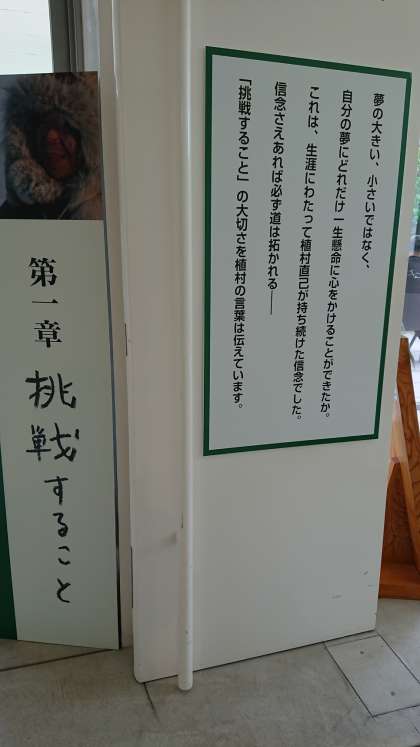 夢の大きい、小さいではなく、
自分の夢にどれだけ一生懸命に心をかけることができたか。
これは、生涯にわたって植村直己が持ち続けた信念でした。
信念さえあれば必ず道は拓かれる――
「挑戦すること」の大切さを植村の言葉は伝えています。
第一章 挑戦すること